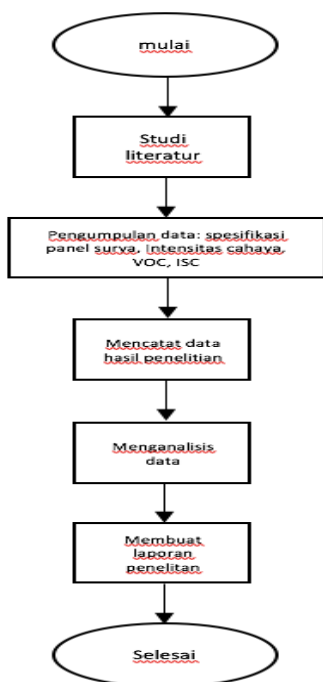 mulai
Studi
literatur
Pengumpulan data: spesifikasi
panel surya, Intensitas cahaya,
VOC, ISC
Mencatat data
hasil penelitian
Menganalisis
data
Membuat
laporan
penelitan
Selesai